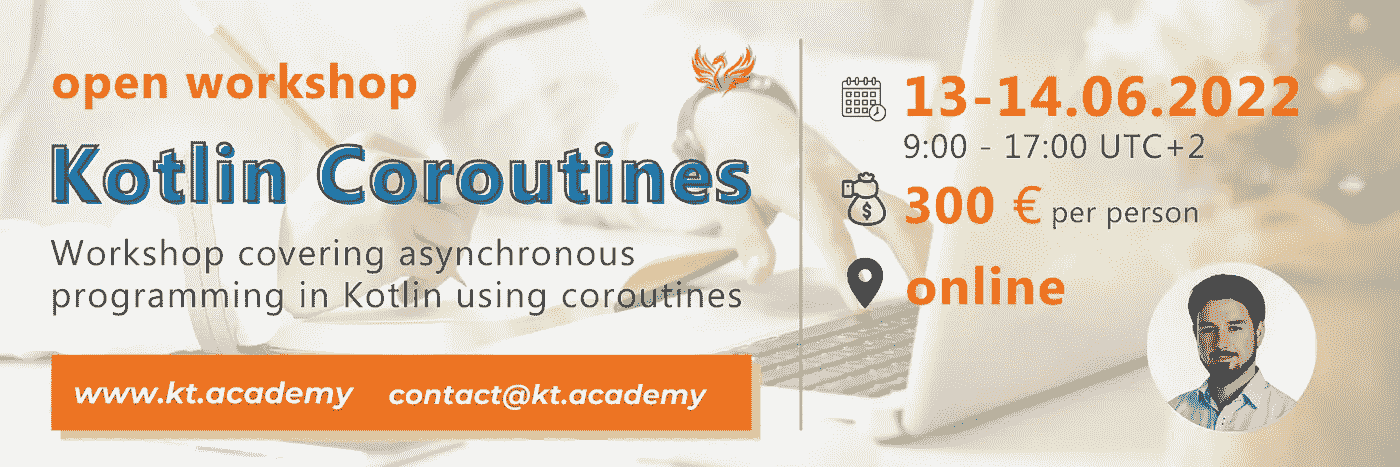 open workshop
Kotlin Coroutines
Workshop covering asynchronous
programming in Kotlin using coroutines
www.kt.academy contact@kt.academy
13-14.06.2022
9:00 - 17:00 UTC+2
300 € per person
online